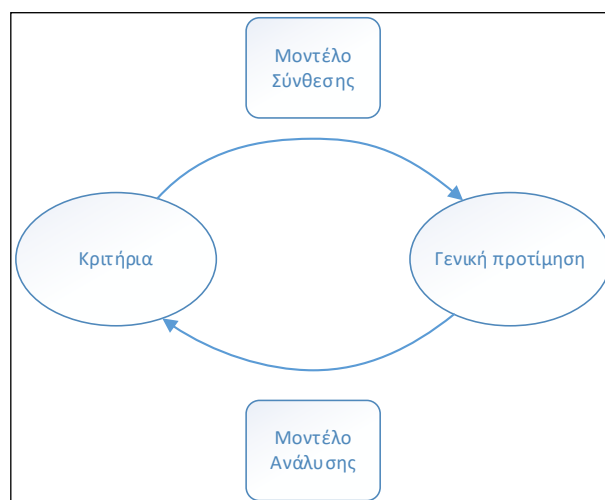 Μοντέλο
Σύνθεσης
Κριτήρια
Γενική προτίμηση
Μοντέλο
Ανάλυσης